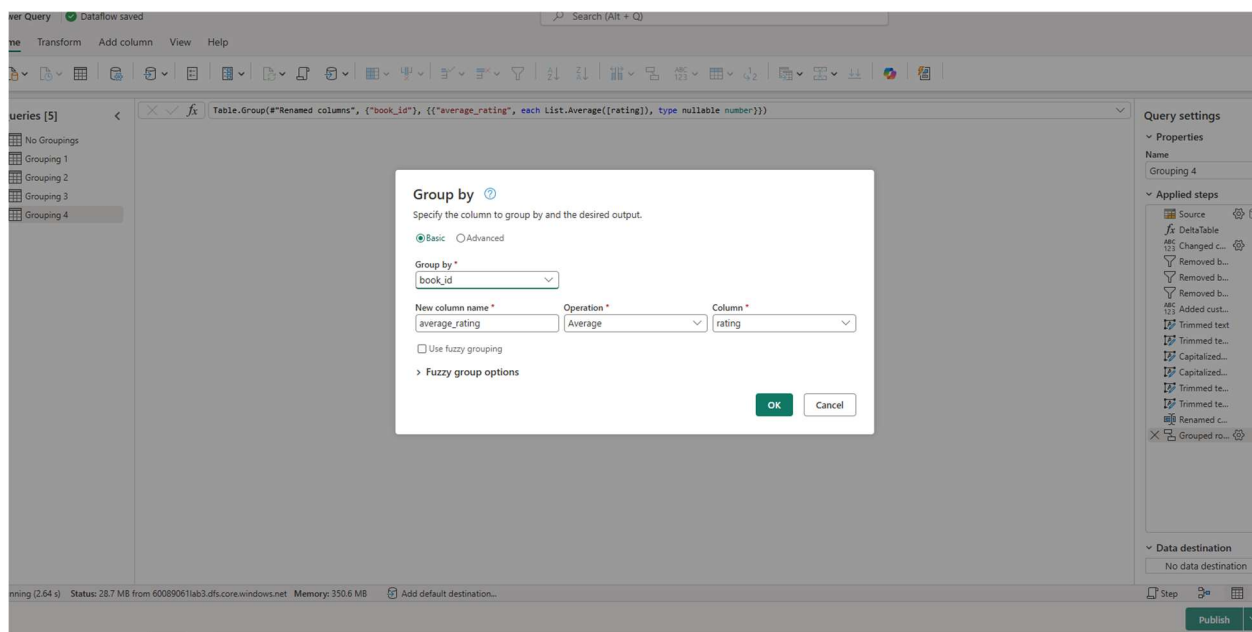 wer Query Dataflow saved Search (Alt + Q)
me Transform Add column View Help
ueries [5]
No Groupings
Grouping 1
Grouping 2
Grouping 3
Grouping 4
fx Table.Group(#"Renamed columns", {"book_id"}, {{"average_rating", each List.Average([rating]), type nullable number}})
Group by
Specify the column to group by and the desired output.
Basic Advanced
Group by *
book_id
New column name * Operation * Column *
average_rating Average rating
Use fuzzy grouping
Fuzzy group options
OK Cancel
Query settings
Properties
Name
Grouping 4
Applied steps
Source
fx DeltaTable
ABC 123 Changed c...
Removed b...
Removed b...
Removed b...
ABC 123 Added cust...
Trimmed text
Trimmed te...
Capitalized...
Capitalized...
Trimmed te...
Trimmed te...
Renamed c...
Grouped ro...
Data destination
No data destination
nning (2.64 s) Status: 28.7 MB from 60089061lab3.dfs.core.windows.net Memory: 350.6 MB Add default destination... Step
Publish